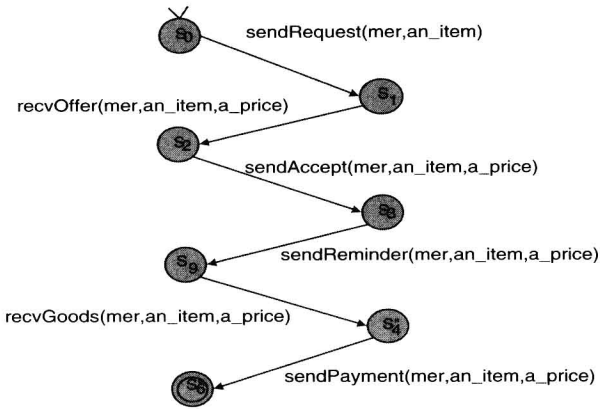 S0
sendRequest(mer,an_item)
S1
recvOffer(mer,an_item,a_price)
S2
sendAccept(mer,an_item,a_price)
S3
sendReminder(mer,an_item,a_price)
S9
recvGoods(mer,an_item,a_price)
S4"
sendPayment(mer,an_item,a_price)